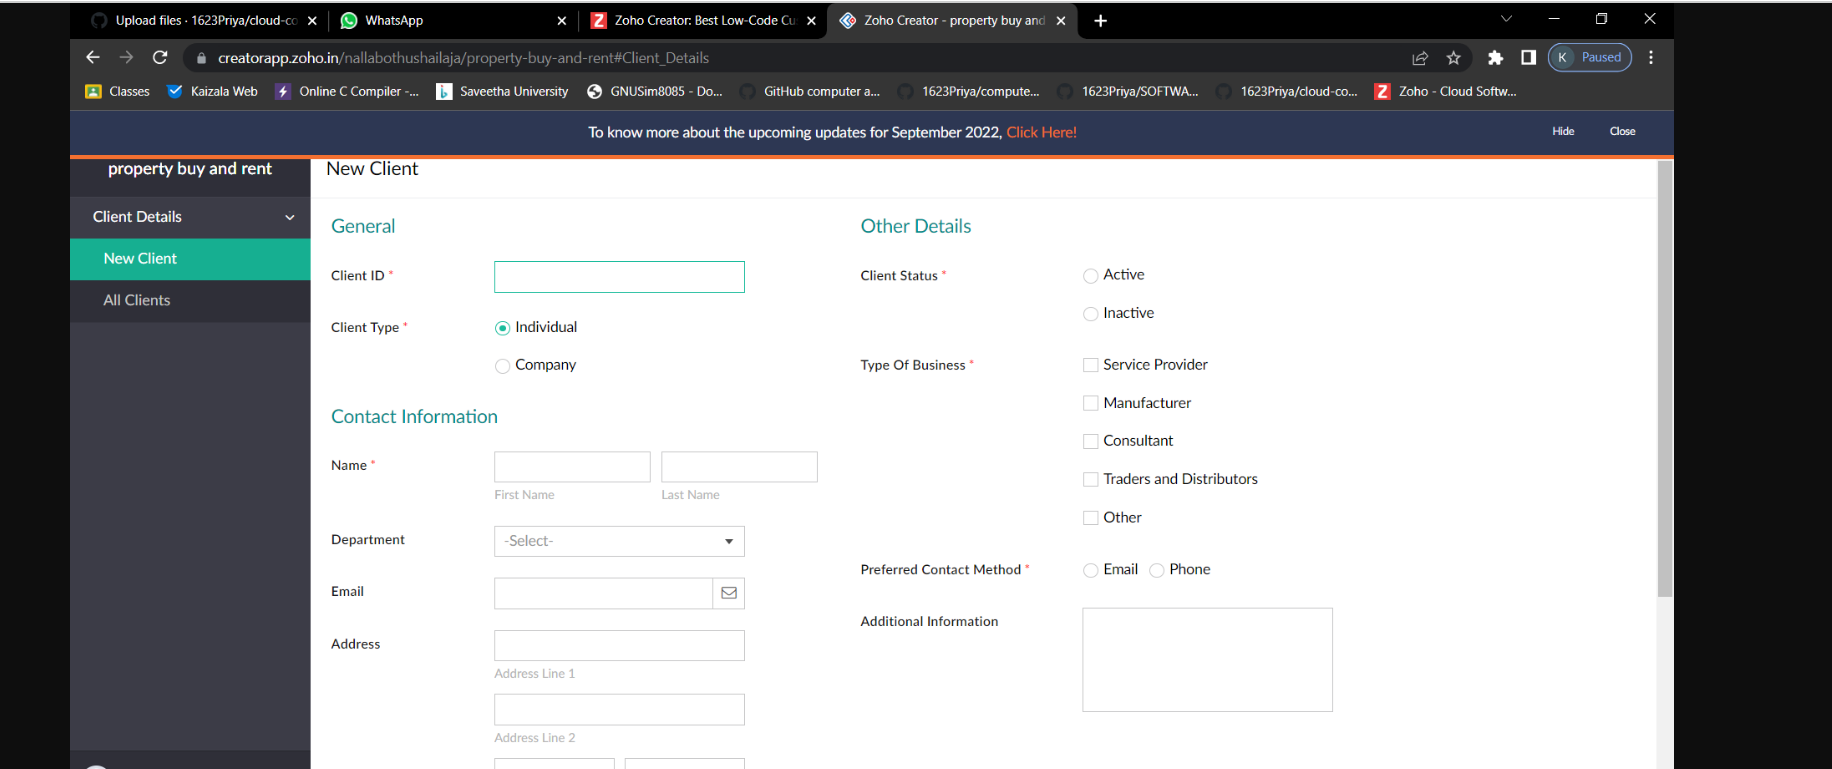 Upload files · 1623Priya/cloud-co
WhatsApp
Zoho Creator: Best Low-Code Cu
Zoho Creator - property buy and
creatorapp.zoho.in/nallabothushailaja/property-buy-and-rent#Client_Details
K Paused
Classes
Kaizala Web
Online C Compiler -...
Saveetha University
GNUSim8085 - Do...
GitHub computer a...
1623Priya/compute...
1623Priya/SOFTWA...
1623Priya/cloud-co...
Zoho - Cloud Softw...
To know more about the upcoming updates for September 2022, Click Here!
Hide
Close
property buy and rent
Client Details
New Client
All Clients
New Client
General
Client ID *
Client Type *
Individual
Company
Contact Information
Name *
First Name
Last Name
Department
-Select-
Email
Address
Address Line 1
Address Line 2
Other Details
Client Status *
Active
Inactive
Type Of Business *
Service Provider
Manufacturer
Consultant
Traders and Distributors
Other
Preferred Contact Method *
Email
Phone
Additional Information